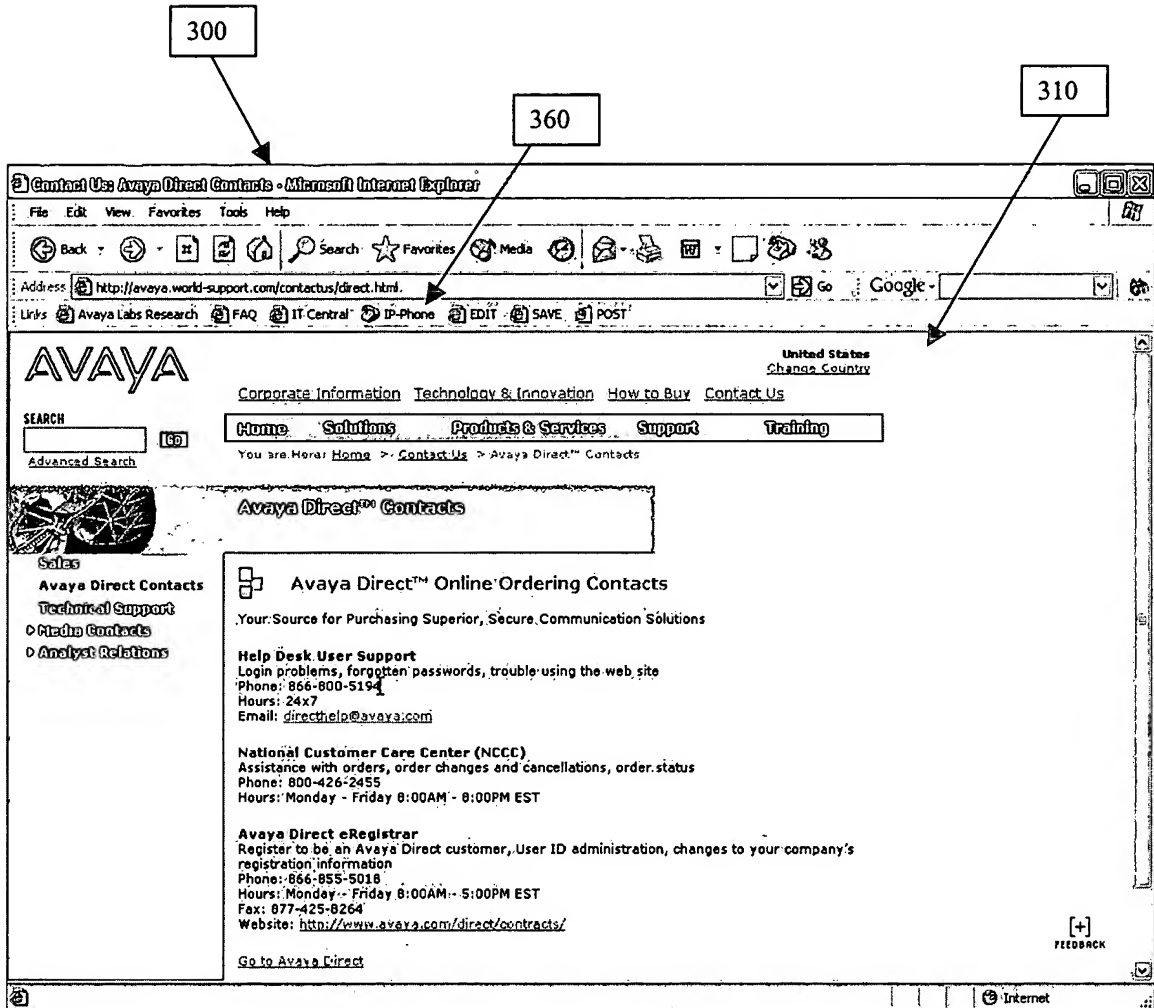 300
360
310
Contact Us: Avaya Direct Contacts - Microsoft Internet Explorer
File Edit View Favorites Tools Help
Back Search Favorites Media
Address http://avaya.world-support.com/contactus/direct.html Go Google
Links Avaya Labs Research FAQ IT Central IP-Phone EDIT SAVE POST
AVAYA
United States
Change Country
Corporate Information Technology & Innovation How to Buy Contact Us
SEARCH
GO
Advanced Search
Home Solutions Products & Services Support Training
You are Here: Home > Contact Us > Avaya Direct™ Contacts
Avaya Direct™ Contacts
Sales
Avaya Direct Contacts
Technical Support
Media Contacts
Analyst Relations
Avaya Direct™ Online Ordering Contacts
Your Source for Purchasing Superior, Secure Communication Solutions
Help Desk User Support
Login problems, forgotten passwords, trouble using the web site
Phone: 866-800-5194
Hours: 24x7
Email: directhelp@avaya.com
National Customer Care Center (NCCC)
Assistance with orders, order changes and cancellations, order status
Phone: 800-426-2455
Hours: Monday - Friday 8:00AM - 8:00PM EST
Avaya Direct eRegistrar
Register to be an Avaya Direct customer, User ID administration, changes to your company's
registration information
Phone: 866-855-5018
Hours: Monday - Friday 8:00AM - 5:00PM EST
Fax: 877-425-8264
Website: http://www.avaya.com/direct/contracts/
Go to Avaya Direct
[+]
FEEDBACK
Internet